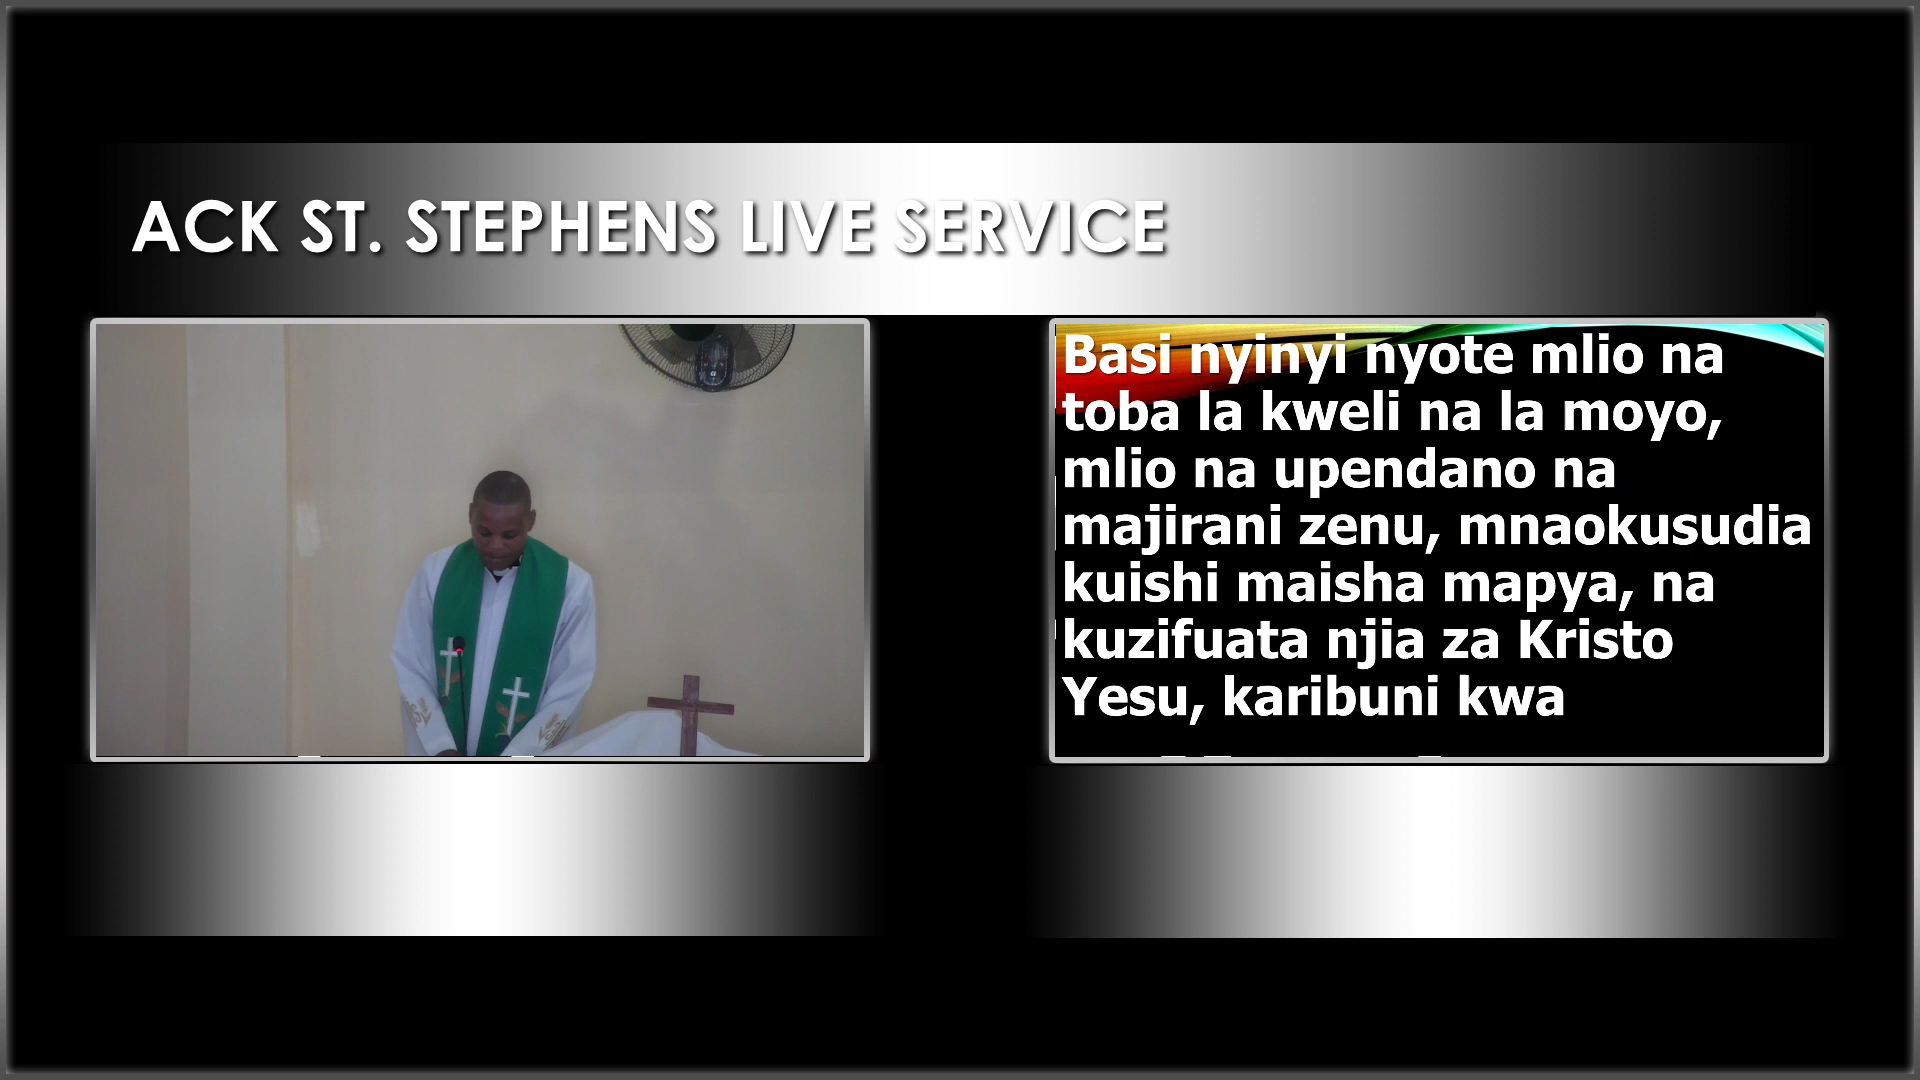 ACK ST. STEPHENS LIVE SERVICE
Basi nyinyi nyote mlio na
toba la kweli na la moyo,
mlio na upendano na
majirani zenu, mnaokusudia
kuishi maisha mapya, na
kuzifuata njia za Kristo
Yesu, karibuni kwa